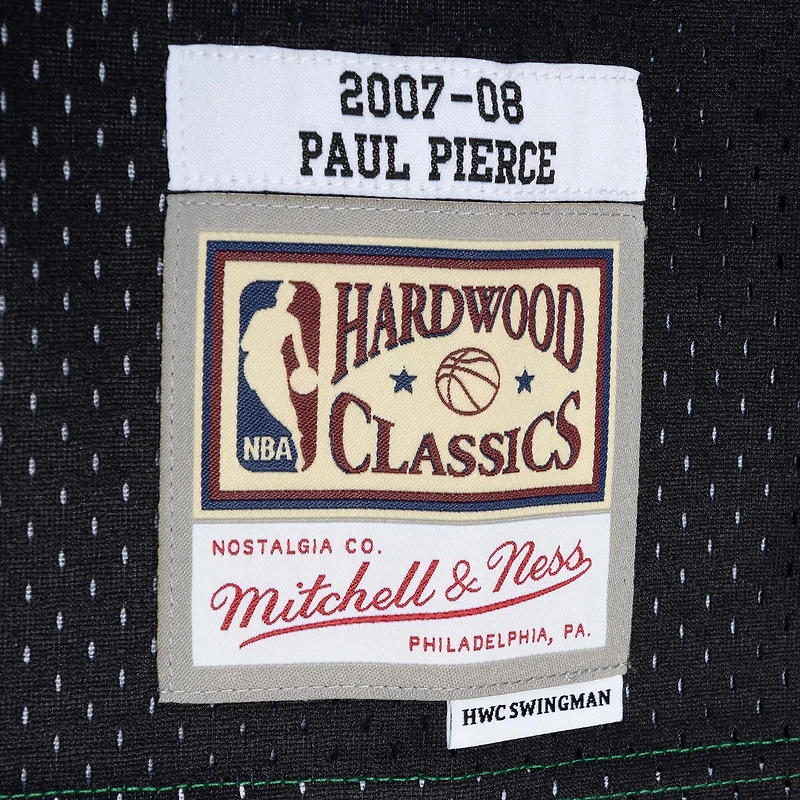 2007-08
PAUL PIERCE
HARDWOOD
CLASSICS
NBA
NOSTALGIA CO.
Mitchell & Ness
PHILADELPHIA, PA.
HWC SWINGMAN